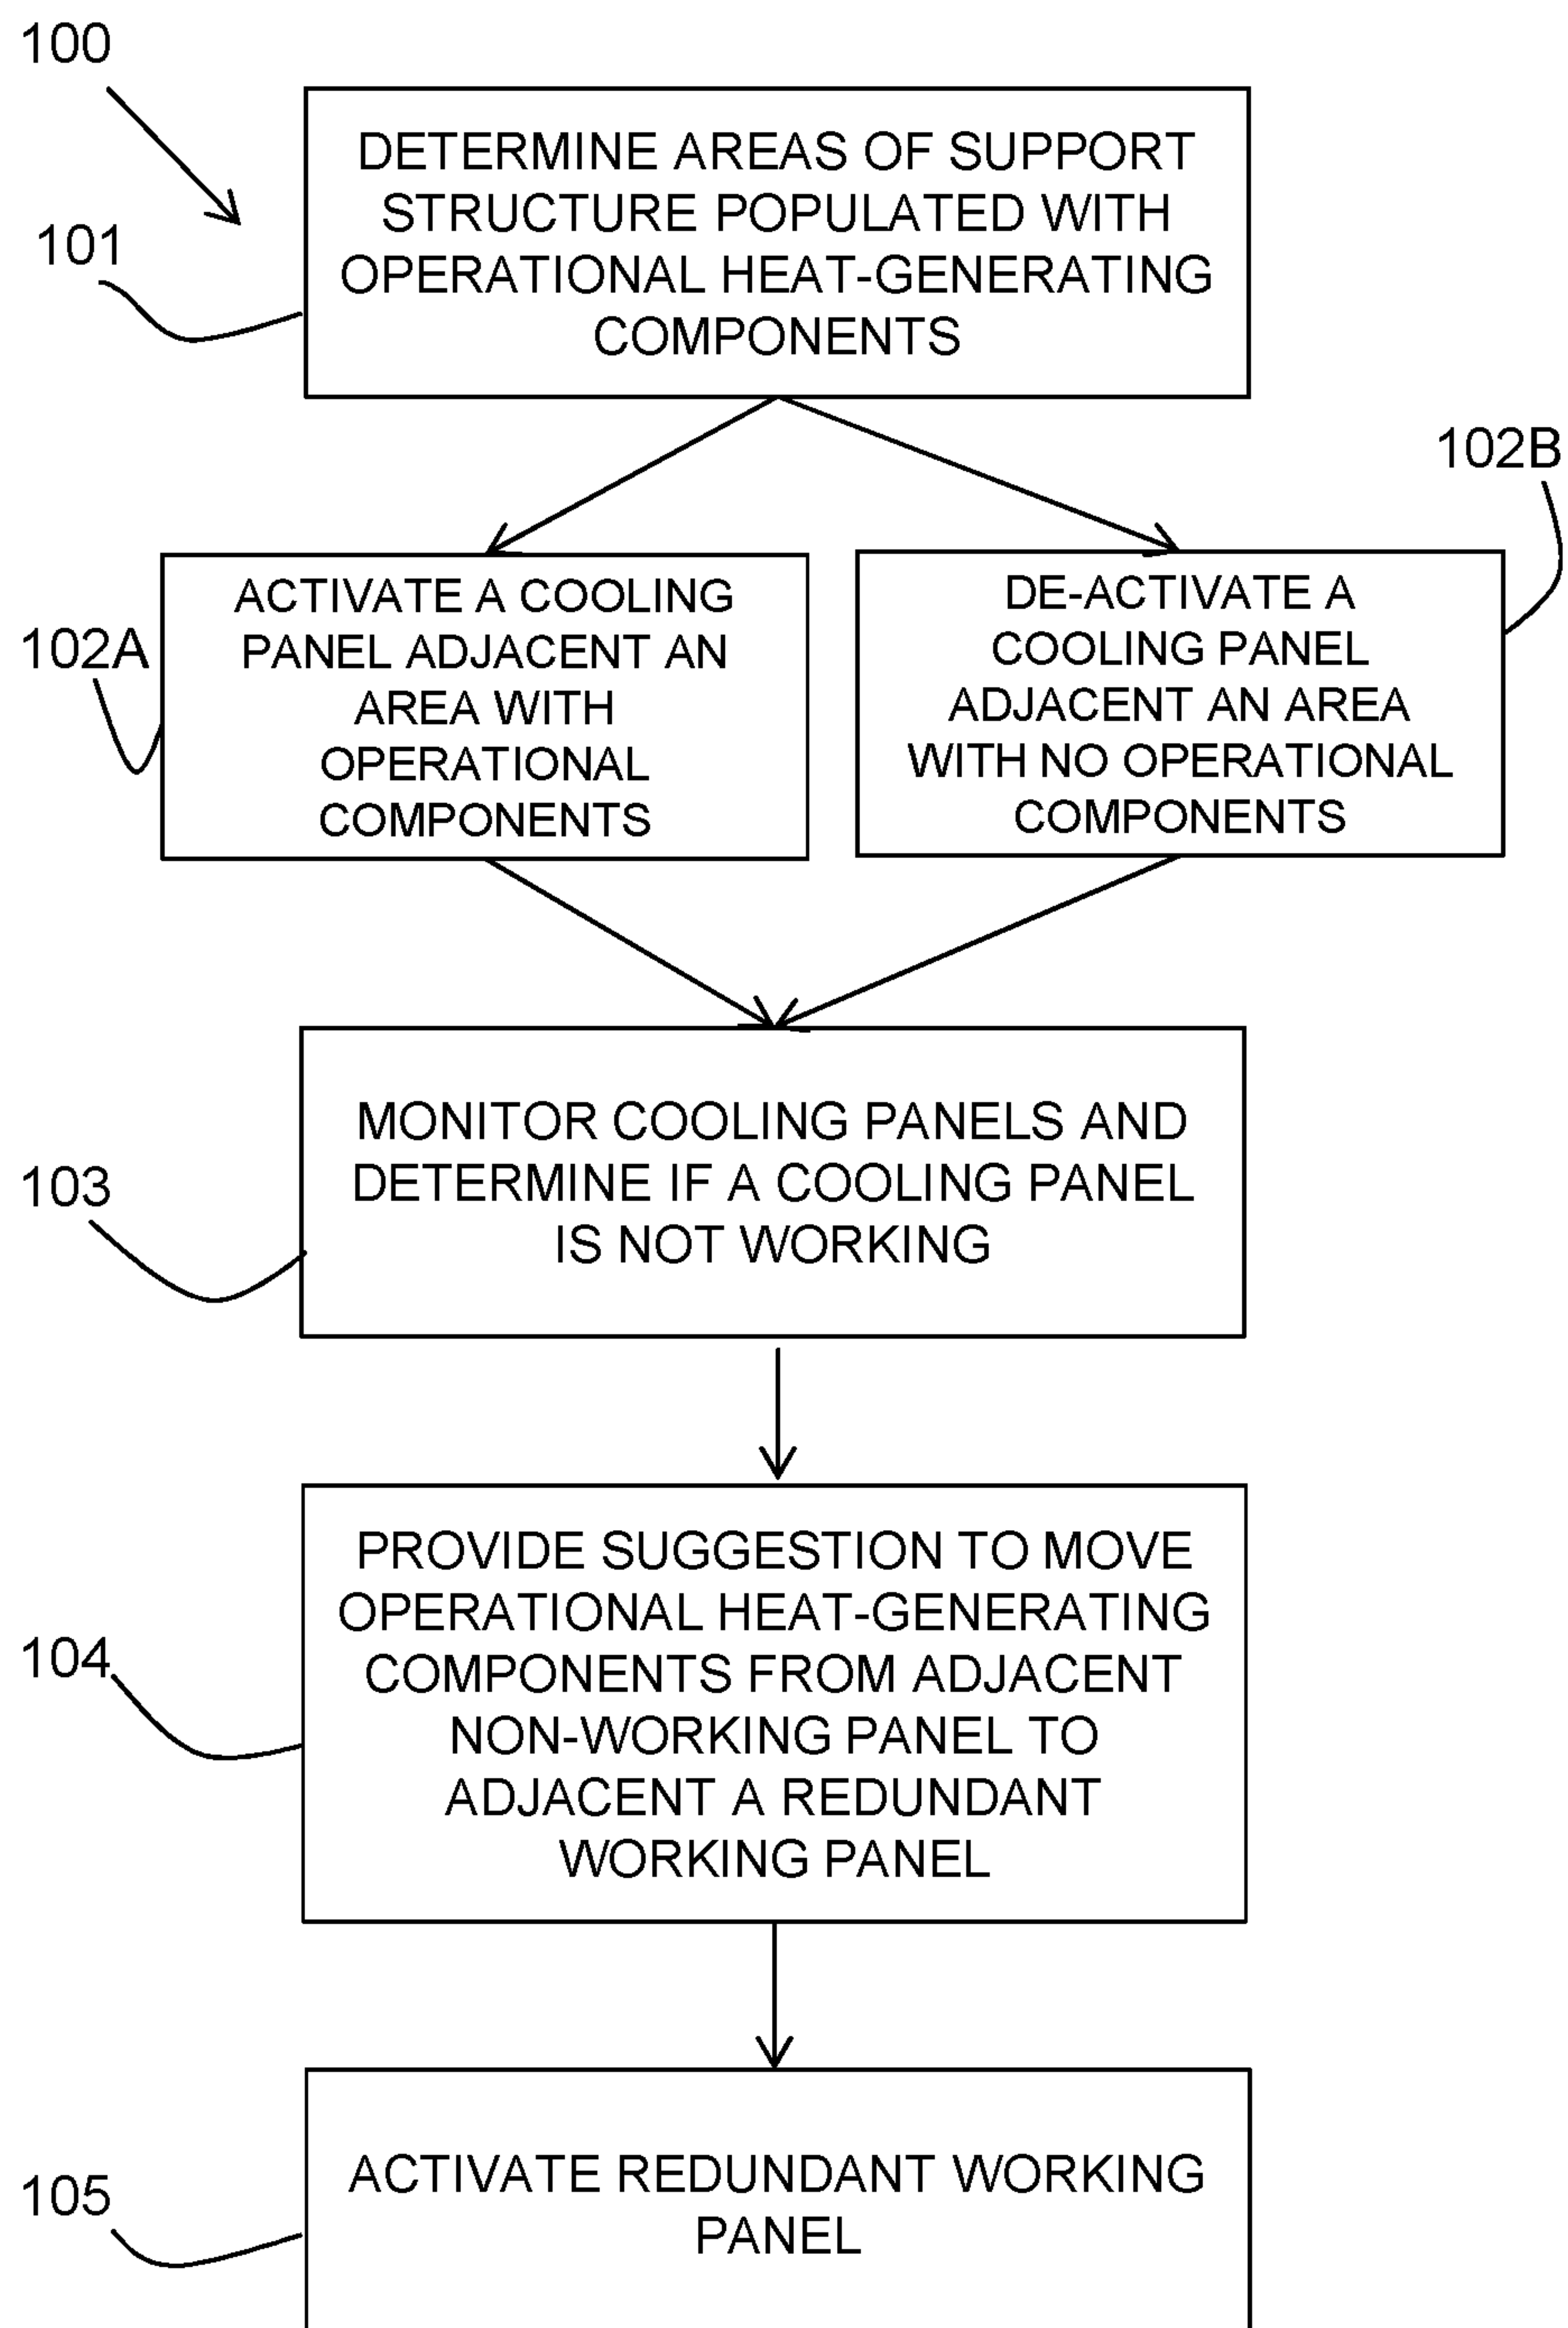 100
DETERMINE AREAS OF SUPPORT
STRUCTURE POPULATED WITH
OPERATIONAL HEAT-GENERATING
COMPONENTS
101
102B
ACTIVATE A COOLING
PANEL ADJACENT AN
AREA WITH
OPERATIONAL
COMPONENTS
102A
DE-ACTIVATE A
COOLING PANEL
ADJACENT AN AREA
WITH NO OPERATIONAL
COMPONENTS
MONITOR COOLING PANELS AND
DETERMINE IF A COOLING PANEL
IS NOT WORKING
103
PROVIDE SUGGESTION TO MOVE
OPERATIONAL HEAT-GENERATING
COMPONENTS FROM ADJACENT
NON-WORKING PANEL TO
ADJACENT A REDUNDANT
WORKING PANEL
104
ACTIVATE REDUNDANT WORKING
PANEL
105